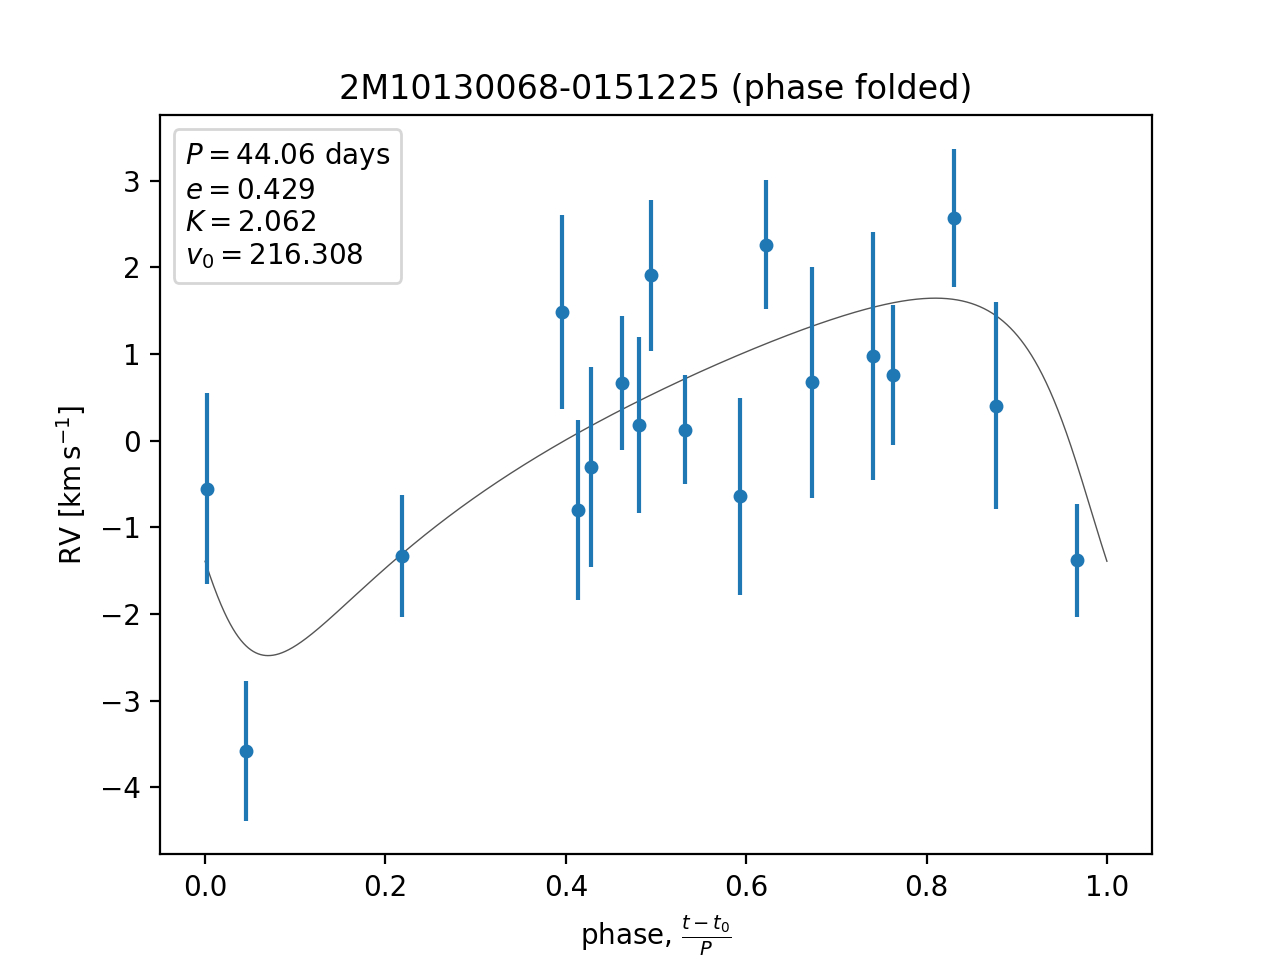 2M10130068-0151225 (phase folded)
P = 44.06 days
e = 0.429
K = 2.062
v₀ = 216.308
3
2
1
0
−1
−2
−3
−4
RV [km s⁻¹]
0.0 0.2 0.4 0.6 0.8 1.0
phase, (t − t₀)/P